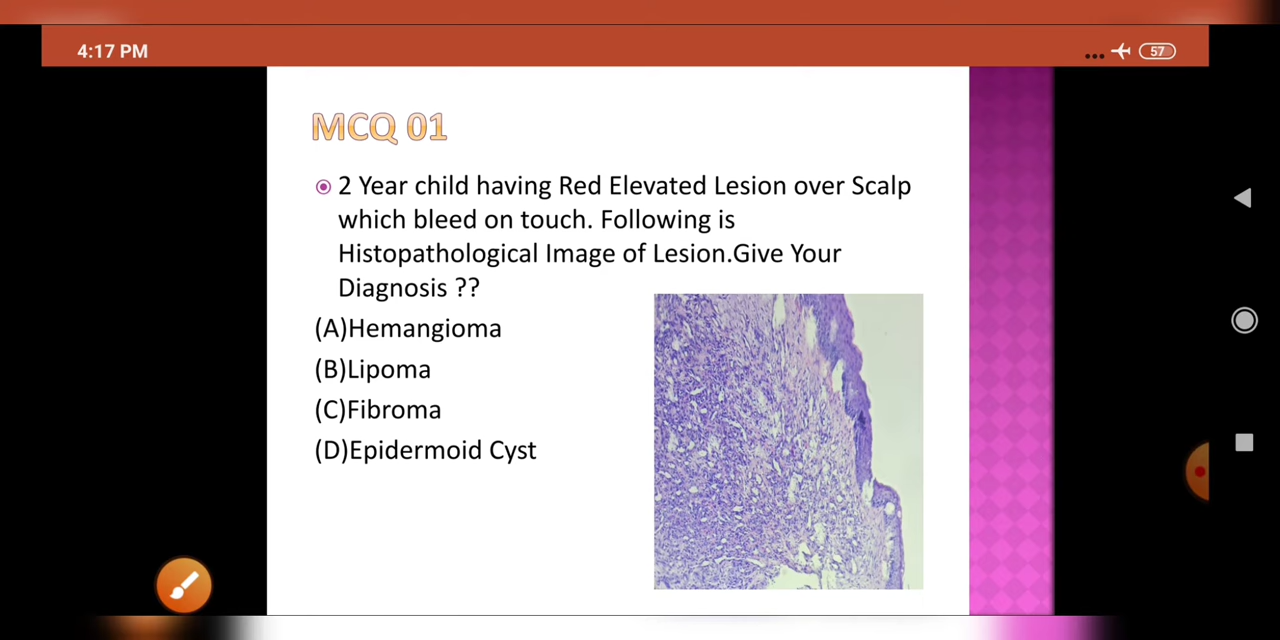 4:17 PM
57
MCQ 01
2 Year child having Red Elevated Lesion over Scalp
which bleed on touch. Following is
Histopathological Image of Lesion.Give Your
Diagnosis ??
(A)Hemangioma
(B)Lipoma
(C)Fibroma
(D)Epidermoid Cyst